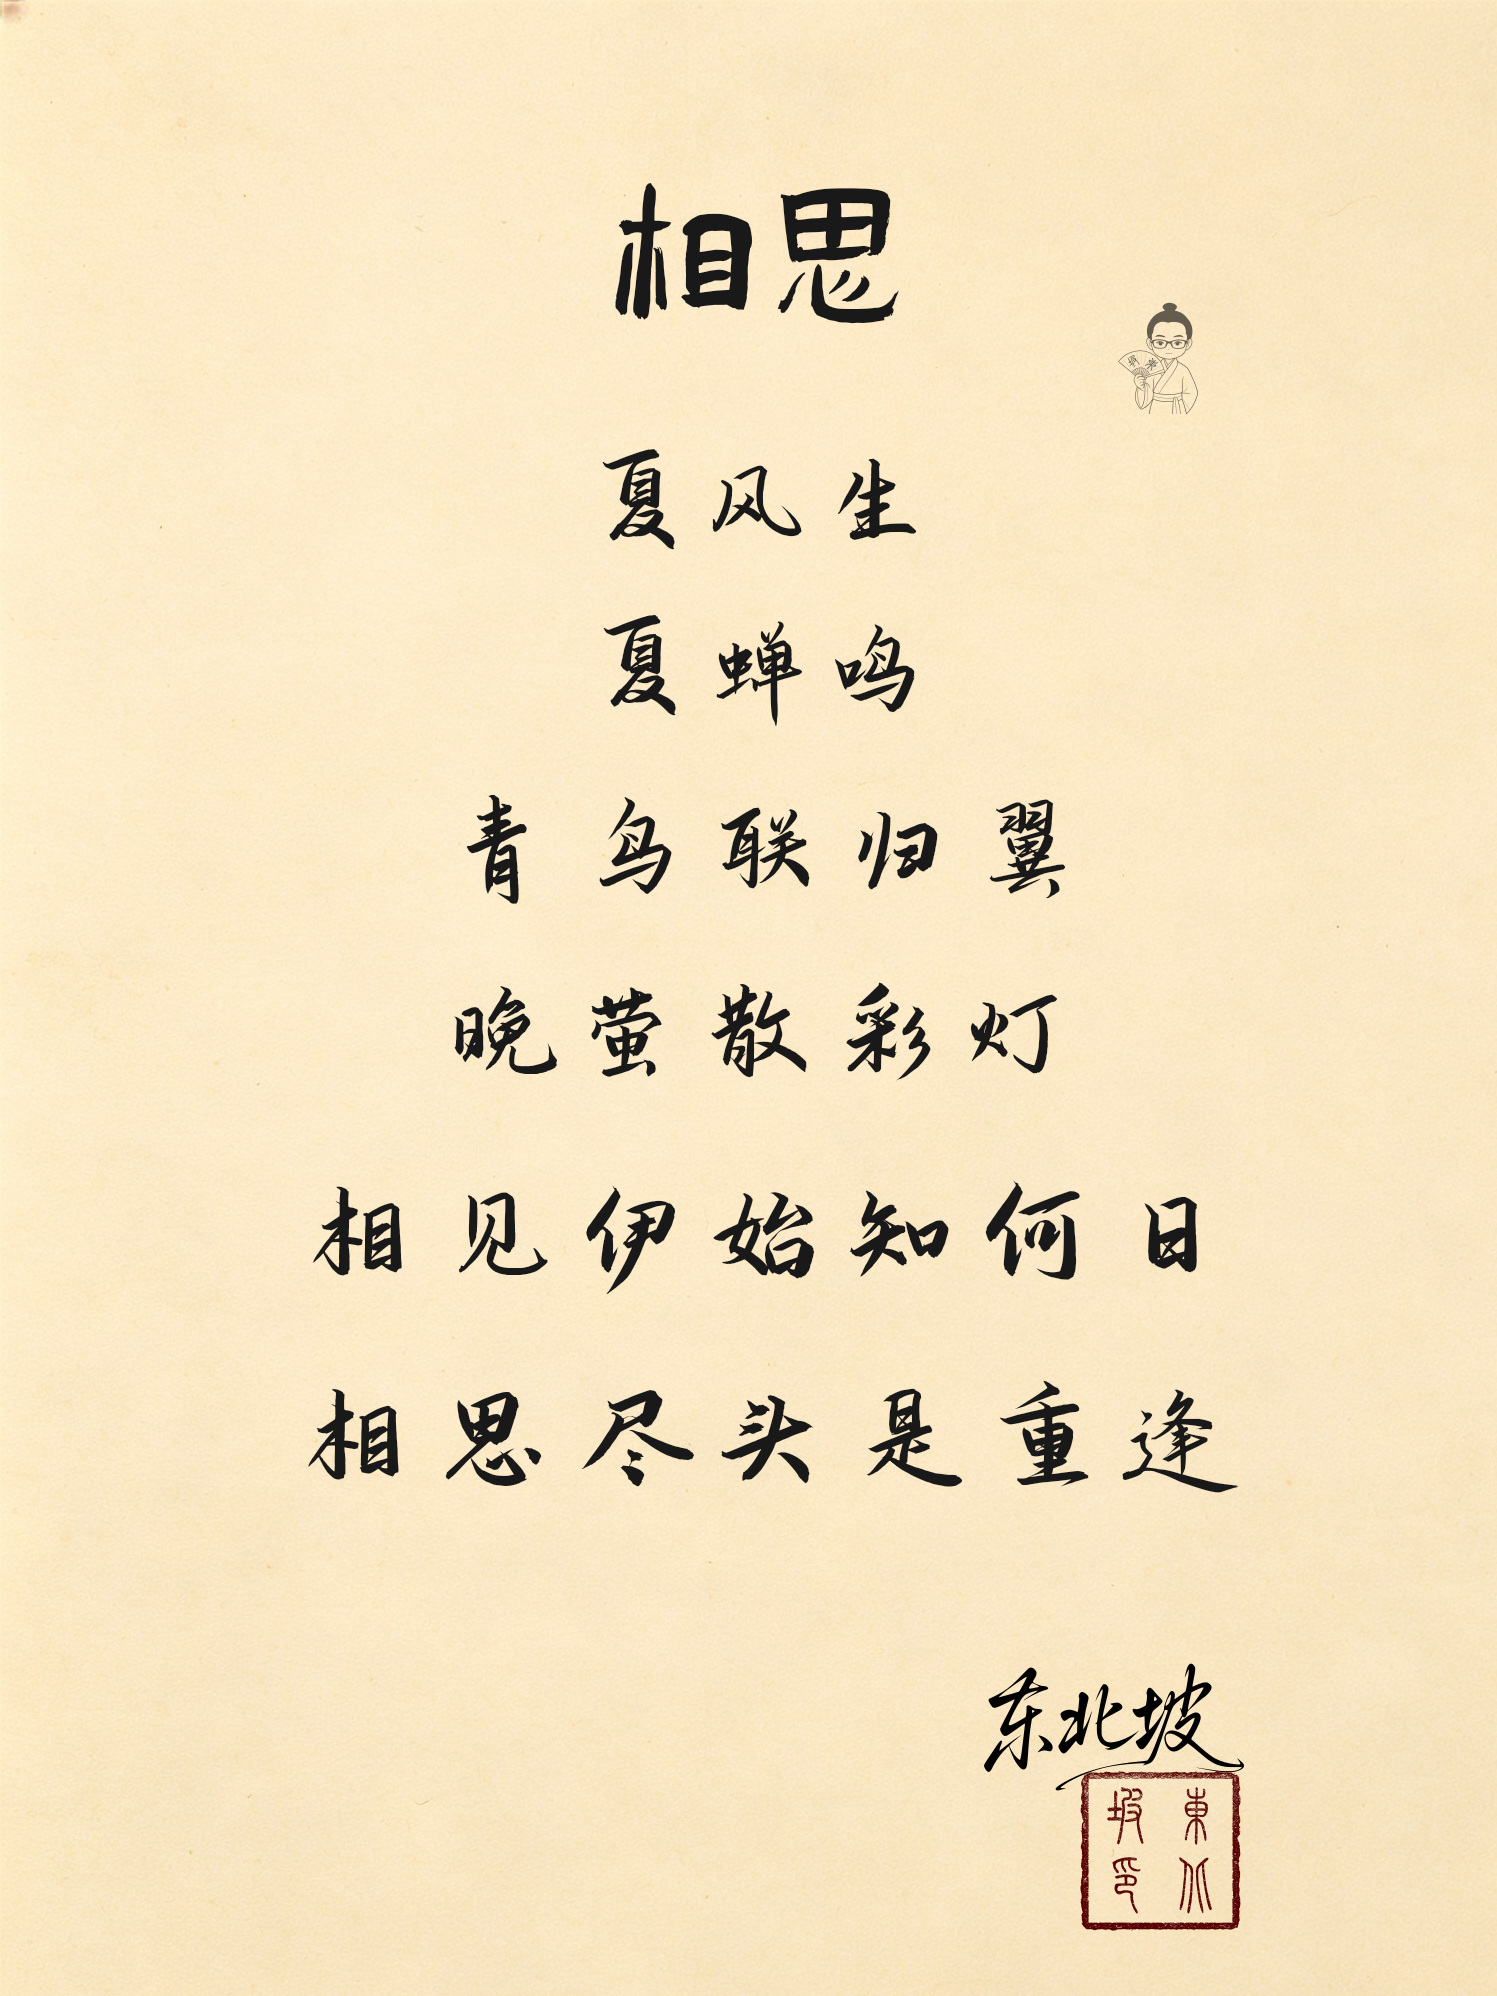 相思
夏风生
夏蝉鸣
青鸟联归翼
晚萤散彩灯
相见伊始知何日
相思尽头是重逢
东北坡
東北
坡印